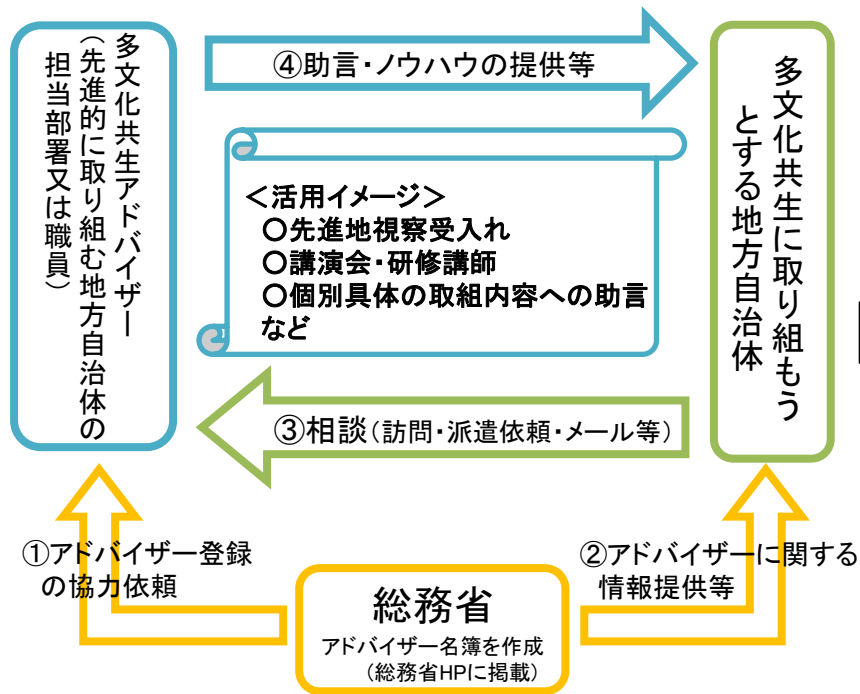 多文化共生アドバイザー
(先進的に取り組む地方自治体の
担当部署又は職員)
④助言・ノウハウの提供等
多文化共生に取り組もう
とする地方自治体
＜活用イメージ＞
○先進地視察受入れ
○講演会・研修講師
○個別具体の取組内容への助言
など
③相談(訪問・派遣依頼・メール等)
①アドバイザー登録
の協力依頼
②アドバイザーに関する
情報提供等
総務省
アドバイザー名簿を作成
(総務省HPに掲載)